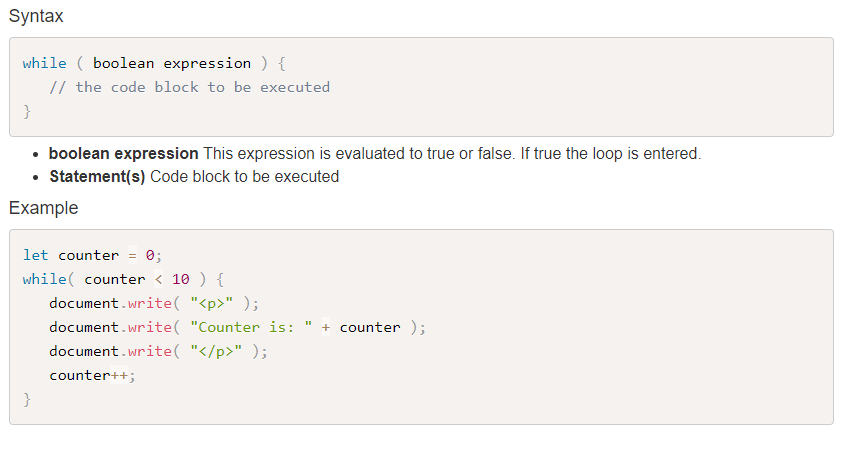 Syntax
while ( boolean expression ) {
   // the code block to be executed
}
• boolean expression This expression is evaluated to true or false. If true the loop is entered.
• Statement(s) Code block to be executed
Example
let counter = 0;
while( counter < 10 ) {
   document.write( "<p>" );
   document.write( "Counter is: " + counter );
   document.write( "</p>" );
   counter++;
}